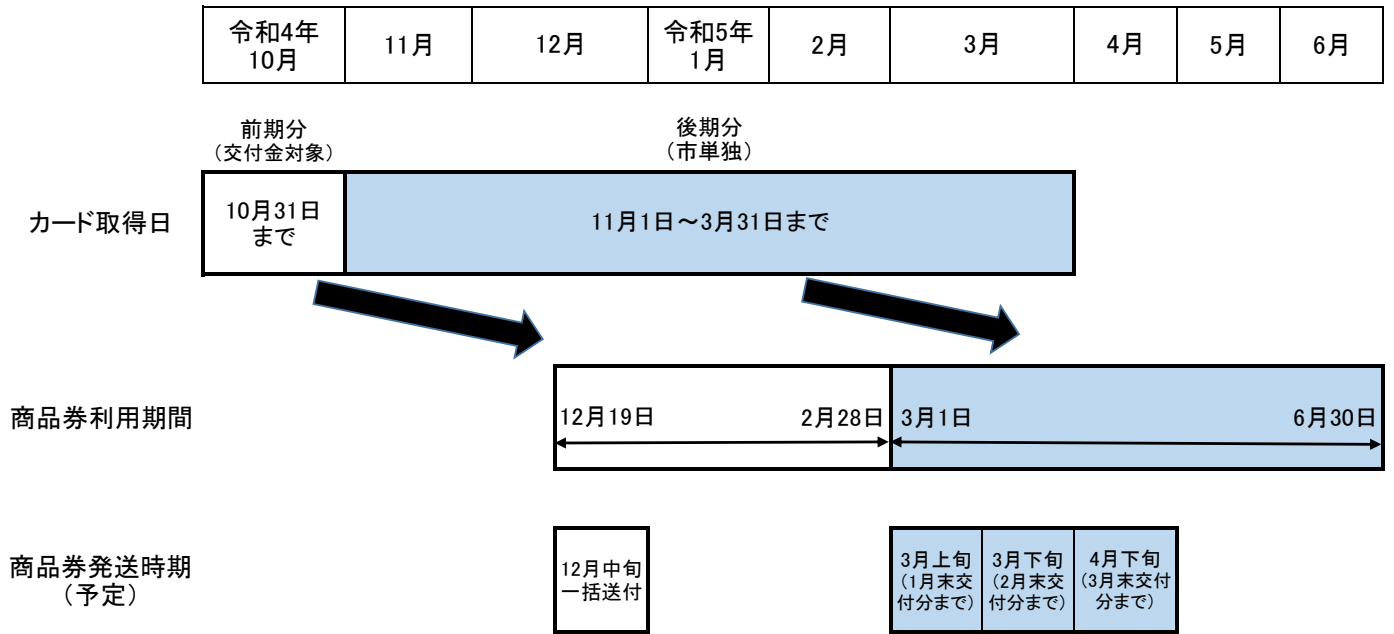 令和4年
10月
11月
12月
令和5年
1月
2月
3月
4月
5月
6月
前期分
（交付金対象）
後期分
（市単独）
カード取得日
10月31日
まで
11月1日～3月31日まで
商品券利用期間
12月19日
2月28日
3月1日
6月30日
商品券発送時期
（予定）
12月中旬
一括送付
3月上旬
（1月末交
付分まで）
3月下旬
（2月末交
付分まで）
4月下旬
（3月末交付
分まで）